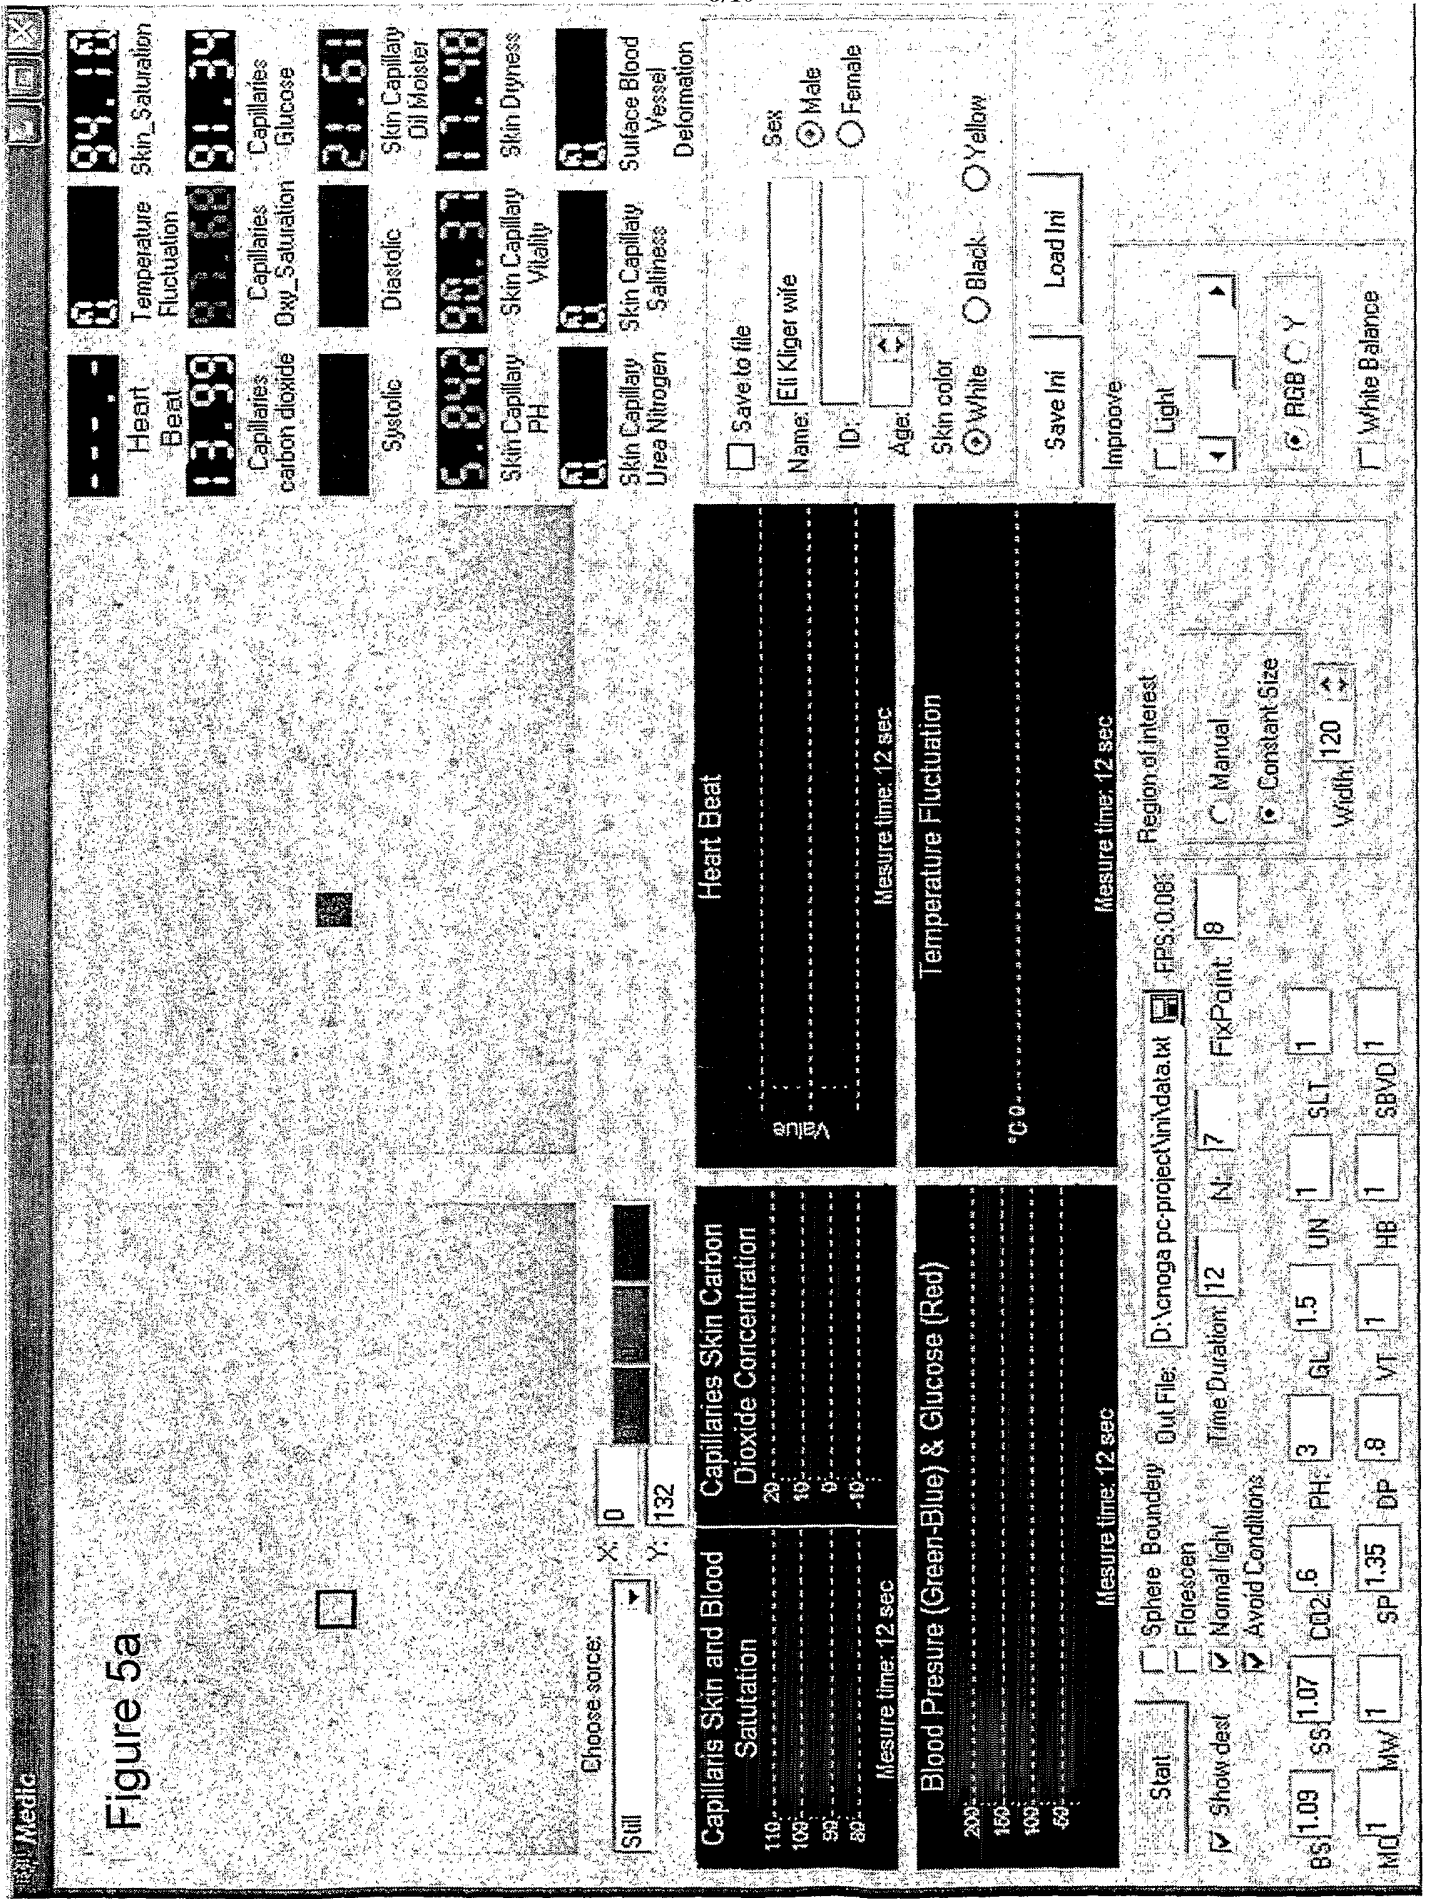 Medic
Figure 5a
---.-
0
94.18
Heart
Beat
Temperature
Fluctuation
Skin_Saturation
13.99
97.68
91.34
Capillaries
carbon dioxide
Capillaries
Oxy_Saturation
Capillaries
Glucose
21.61
Systolic
Diastolic
Skin Capillary
Oil Moister
5.842
90.37
17.48
Skin Capillary
PH
Skin Capillary
Vitality
Skin Dryness
0
0
0
Skin Capillary
Urea Nitrogen
Skin Capillary
Saltiness
Surface Blood
Vessel
Deformation
Choose sorce:
Still
X: 0
Y: 132
Capillaris Skin and Blood
Satutation
110
100
90
80
Mesure time: 12 sec
Capillaries Skin Carbon
Dioxide Concentration
20
10
0
-10
Heart Beat
Value
Mesure time: 12 sec
Blood Presure (Green-Blue) & Glucose (Red)
200
150
100
50
Mesure time: 12 sec
Temperature Fluctuation
°C 0
Mesure time: 12 sec
Save to file
Name: Eli Kliger wife
ID:
Age:
Sex
Male
Female
Skin color
White Black Yellow
Save Ini Load Ini
Improove
Light
RGB Y
White Balance
Start
Show dest
Sphere Boundery
Florescen
Normal light
Avoid Conditions
Out File: D:\cnoga pc-project\ini\data.txt FPS:0.08
Time Duration: 12 N: 7 FixPoint: 8
Region of interest
Manual
Constant Size
Width: 120
BS 1.09 SS 1.07 CO2: .6 PH: 3 GL 1.5 UN 1 SLT 1
MO 1 MW 1 SP 1.35 DP .8 VT 1 HB 1 SBVD 1